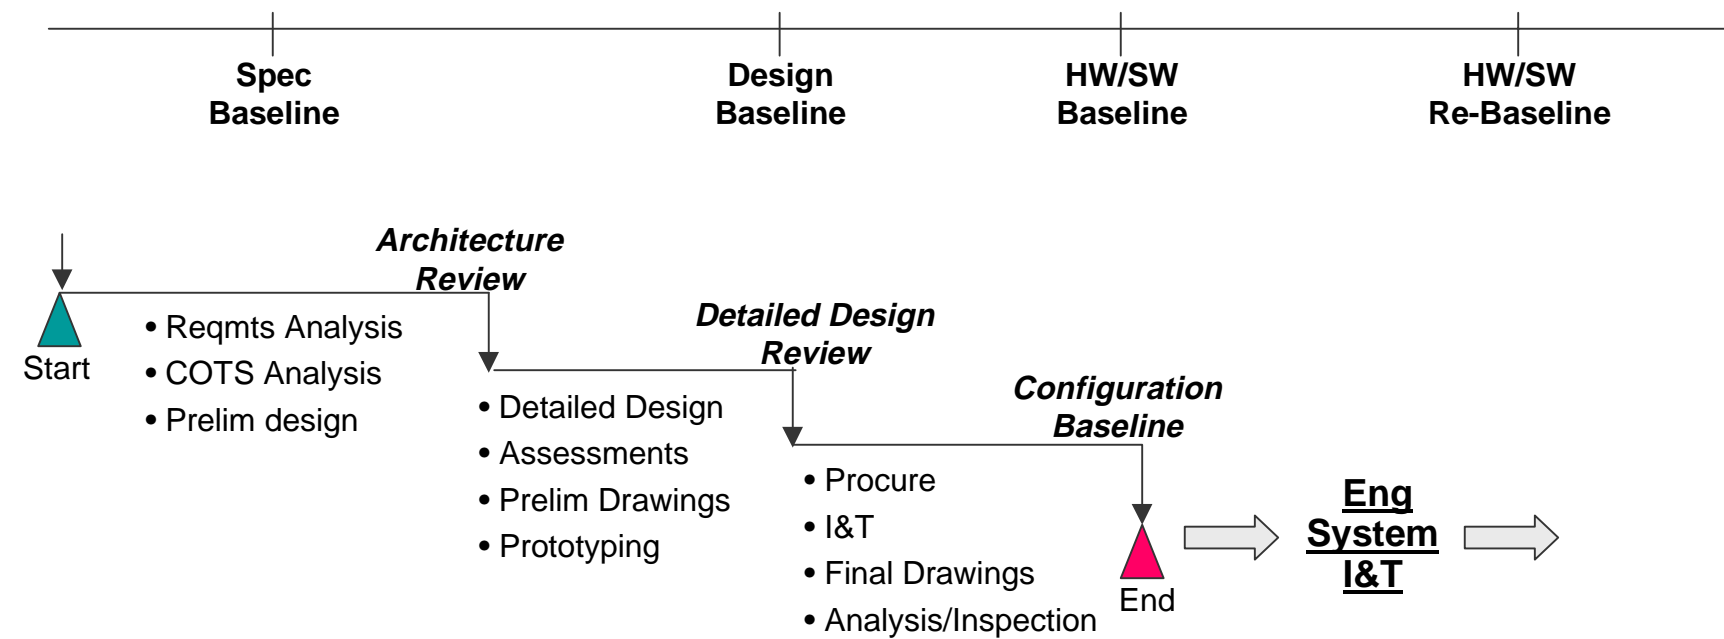 Spec
Baseline
Design
Baseline
HW/SW
Baseline
HW/SW
Re-Baseline
Architecture
Review
Start
• Reqmts Analysis
• COTS Analysis
• Prelim design
Detailed Design
Review
• Detailed Design
• Assessments
• Prelim Drawings
• Prototyping
Configuration
Baseline
• Procure
• I&T
• Final Drawings
• Analysis/Inspection
End
Eng
System
I&T